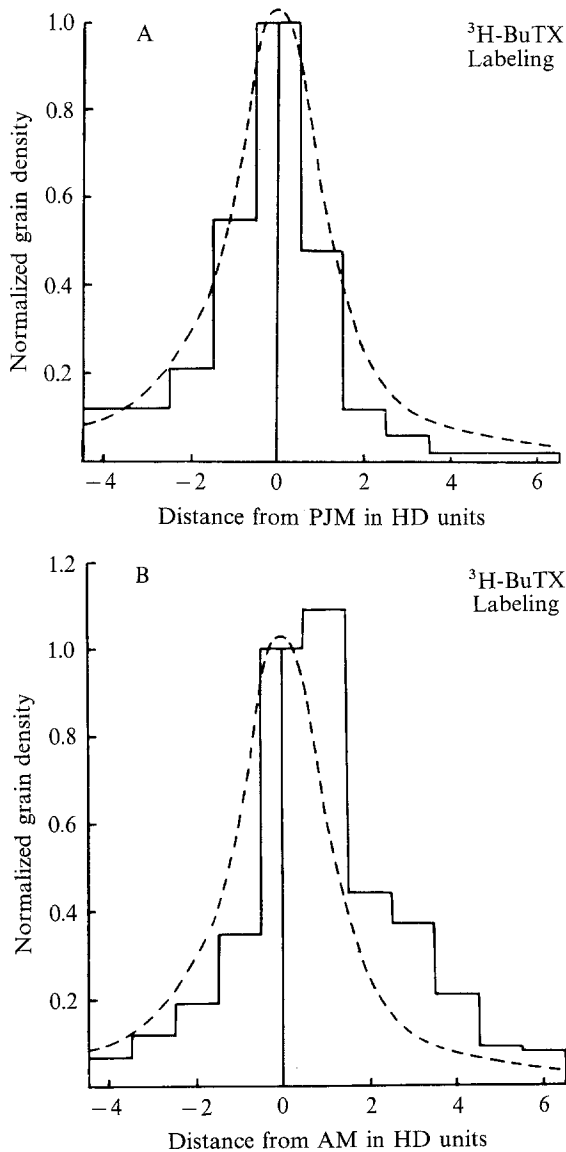 A
³H-BuTX
Labeling
Normalized grain density
1.0
0.8
0.6
0.4
0.2
−4 −2 0 2 4 6
Distance from PJM in HD units
B
³H-BuTX
Labeling
Normalized grain density
1.2
1.0
0.8
0.6
0.4
0.2
−4 −2 0 2 4 6
Distance from AM in HD units